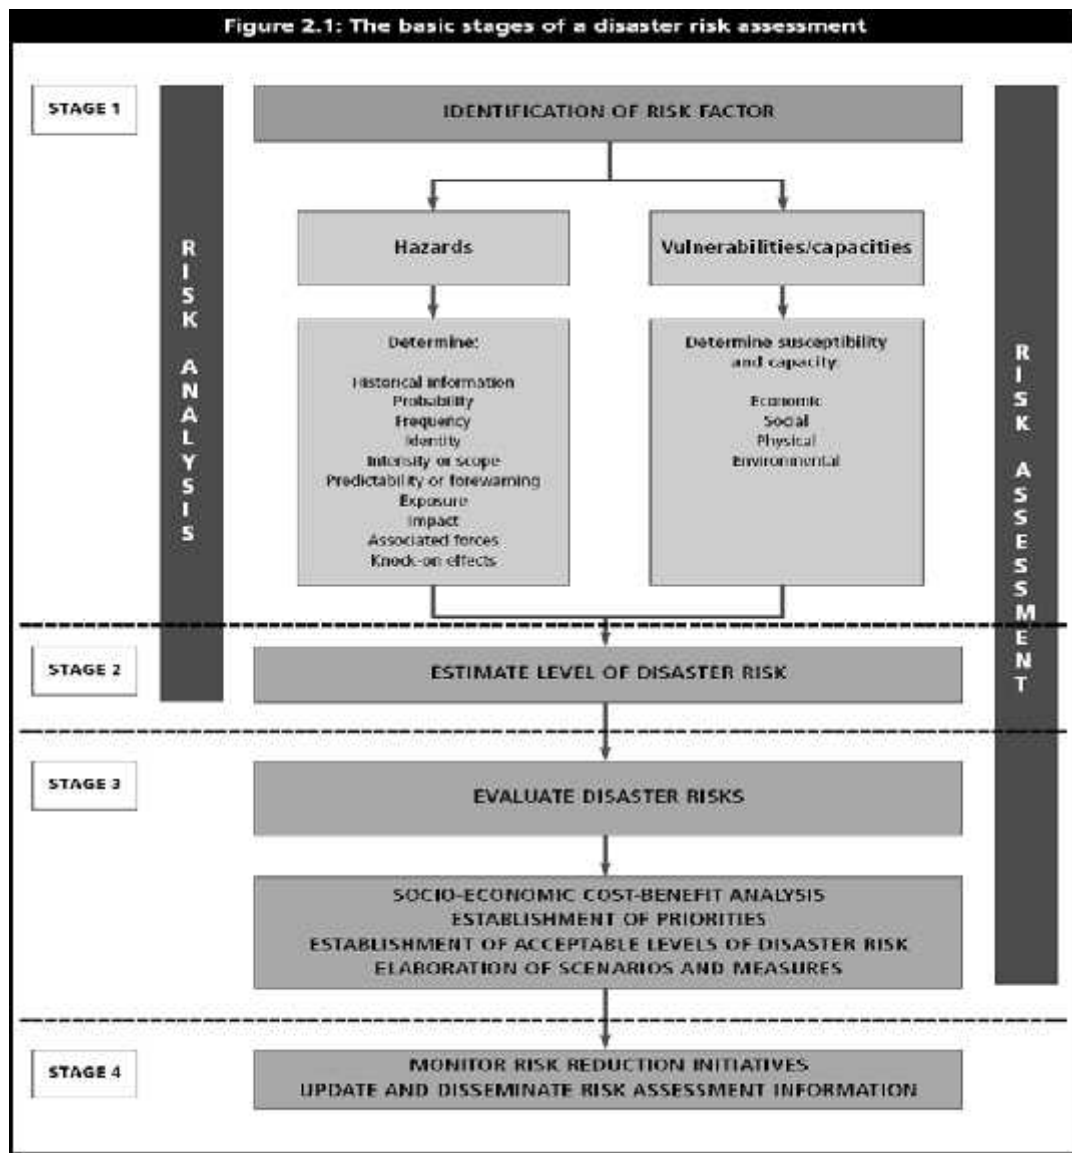 Figure 2.1: The basic stages of a disaster risk assessment
STAGE 1
RISK ANALYSIS
IDENTIFICATION OF RISK FACTOR
Hazards
Vulnerabilities/capacities
Determine:
Historical information
Probability
Frequency
Identity
Intensity or scope
Predictability or forewarning
Exposure
Impact
Associated forces
Knock-on effects
Determine susceptibility
and capacity:
Economic
Social
Physical
Environmental
RISK ASSESSMENT
STAGE 2
ESTIMATE LEVEL OF DISASTER RISK
STAGE 3
EVALUATE DISASTER RISKS
SOCIO-ECONOMIC COST-BENEFIT ANALYSIS
ESTABLISHMENT OF PRIORITIES
ESTABLISHMENT OF ACCEPTABLE LEVELS OF DISASTER RISK
ELABORATION OF SCENARIOS AND MEASURES
STAGE 4
MONITOR RISK REDUCTION INITIATIVES
UPDATE AND DISSEMINATE RISK ASSESSMENT INFORMATION